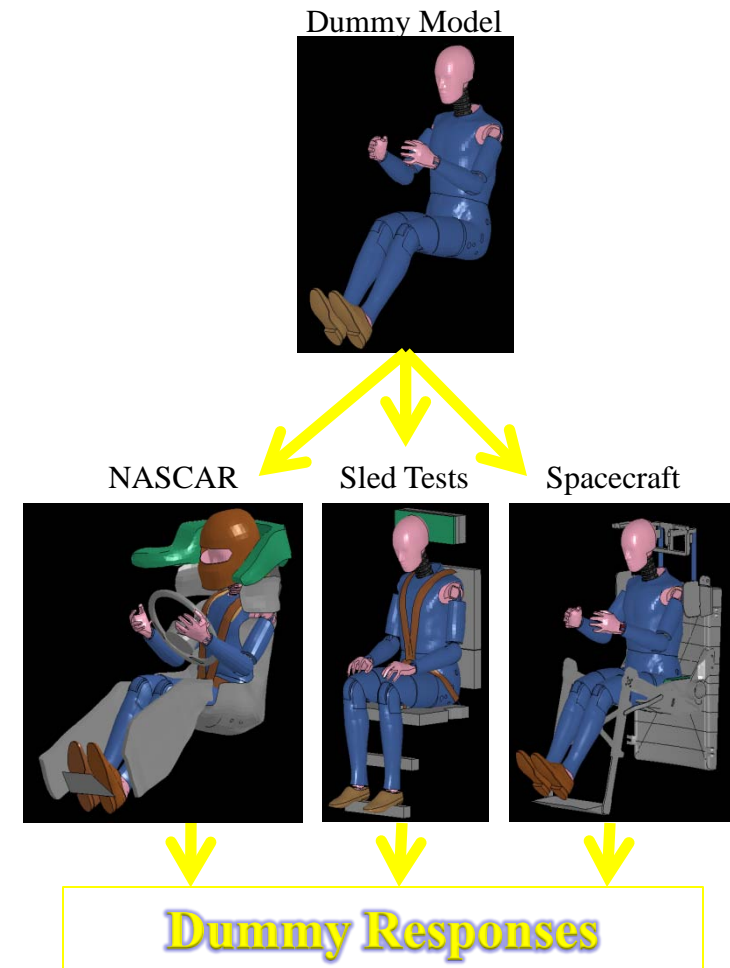 Dummy Model
NASCAR
Sled Tests
Spacecraft
Dummy Responses